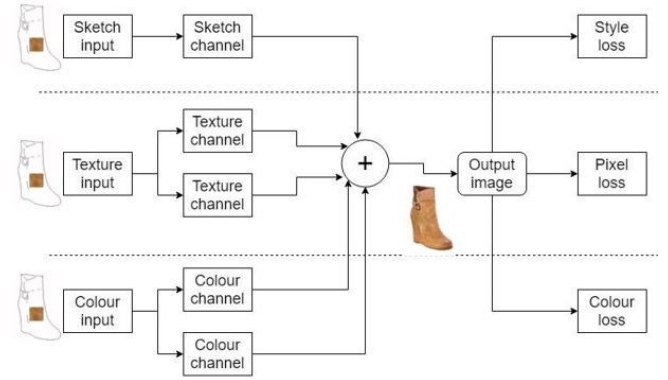 Sketch
input
Sketch
channel
Style
loss
Texture
input
Texture
channel
Texture
channel
+
Output
image
Pixel
loss
Colour
input
Colour
channel
Colour
channel
Colour
loss